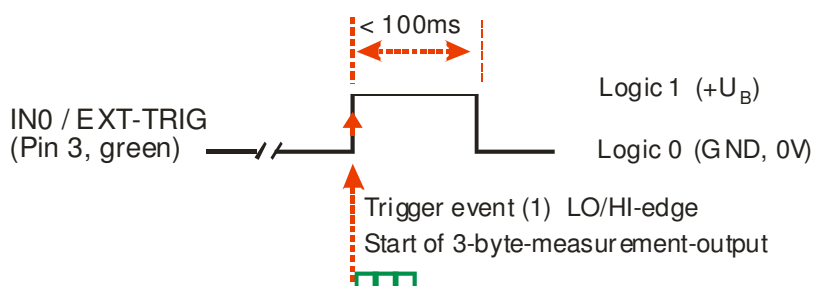 < 100ms
Logic 1 (+UB)
IN0 / EXT-TRIG
(Pin 3, green)
Logic 0 (GND, 0V)
Trigger event (1) LO/HI-edge
Start of 3-byte-measurement-output